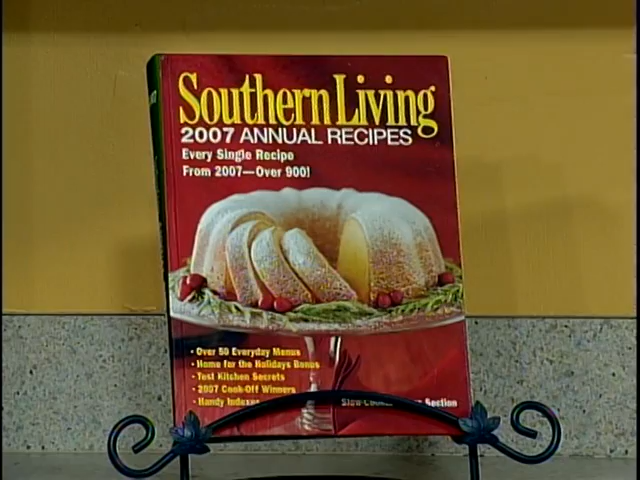 Southern Living
2007 ANNUAL RECIPES
Every Single Recipe
From 2007—Over 900!
• Over 50 Everyday Menus
• Home for the Holidays Bonus
• Test Kitchen Secrets
• 2007 Cook-Off Winners
• Handy Indexes
Section